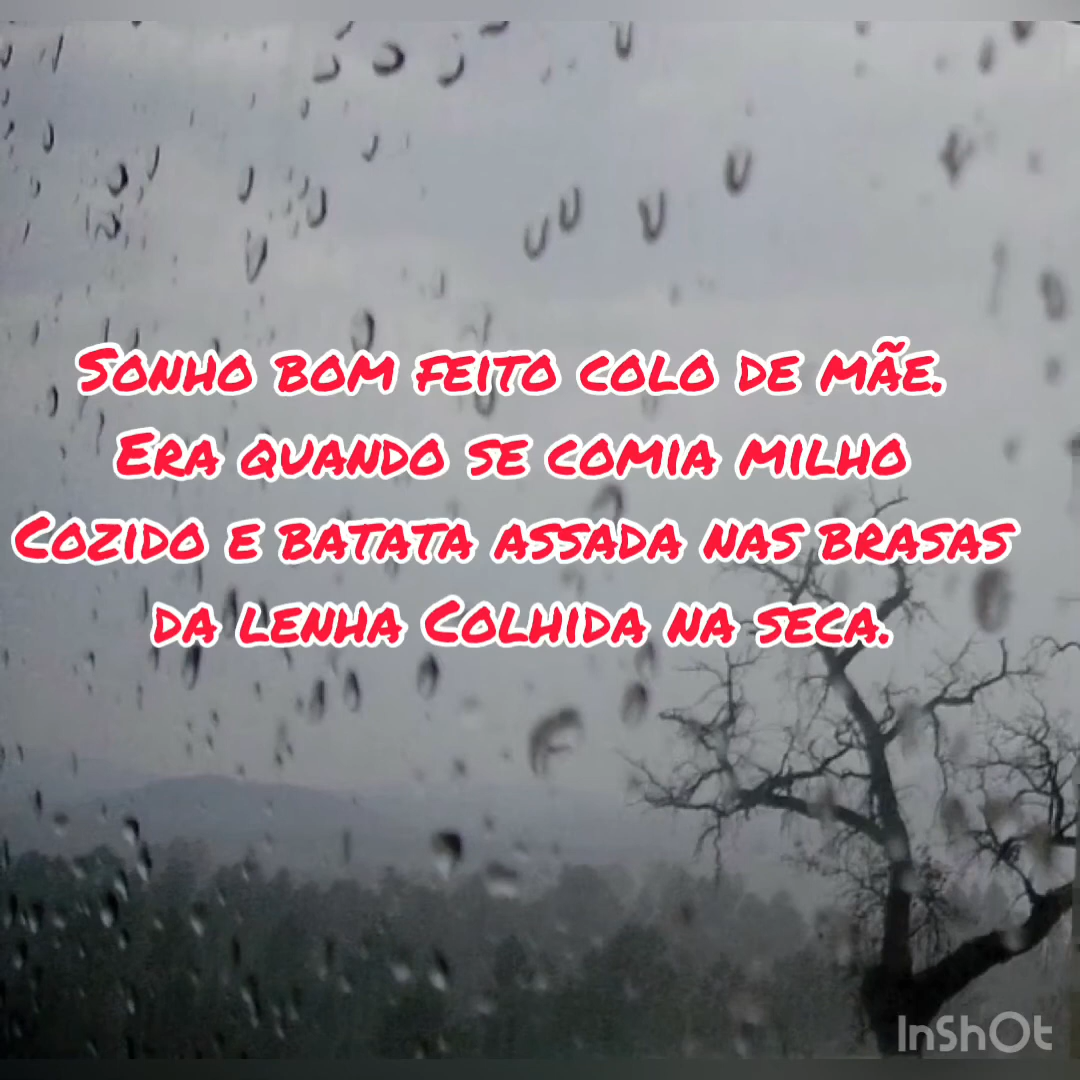 Sonho bom feito colo de mãe.
Era quando se comia milho
Cozido e batata assada nas brasas
da lenha Colhida na seca.
InShOt